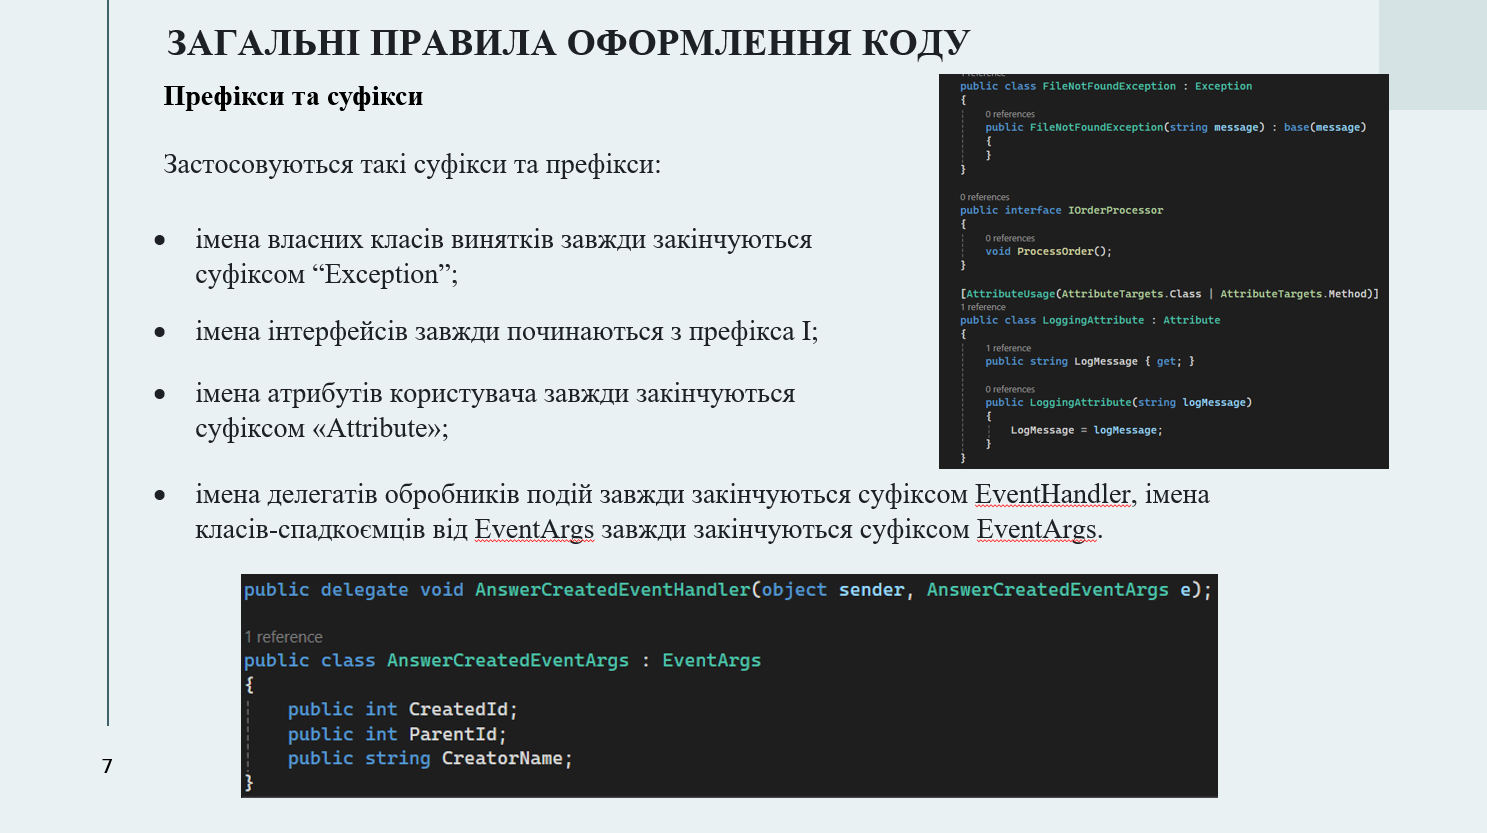 ЗАГАЛЬНІ ПРАВИЛА ОФОРМЛЕННЯ КОДУ
Префікси та суфікси
Застосовуються такі суфікси та префікси:
• імена власних класів винятків завжди закінчуються
суфіксом “Exception”;
• імена інтерфейсів завжди починаються з префікса I;
• імена атрибутів користувача завжди закінчуються
суфіксом «Attribute»;
• імена делегатів обробників подій завжди закінчуються суфіксом EventHandler, імена
класів-спадкоємців від EventArgs завжди закінчуються суфіксом EventArgs.
1 reference
public class FileNotFoundException : Exception
{
0 references
public FileNotFoundException(string message) : base(message)
{
}
}
0 references
public interface IOrderProcessor
{
0 references
void ProcessOrder();
}
[AttributeUsage(AttributeTargets.Class | AttributeTargets.Method)]
1 reference
public class LoggingAttribute : Attribute
{
1 reference
public string LogMessage { get; }
0 references
public LoggingAttribute(string logMessage)
{
LogMessage = logMessage;
}
}
public delegate void AnswerCreatedEventHandler(object sender, AnswerCreatedEventArgs e);
1 reference
public class AnswerCreatedEventArgs : EventArgs
{
public int CreatedId;
public int ParentId;
public string CreatorName;
}
7